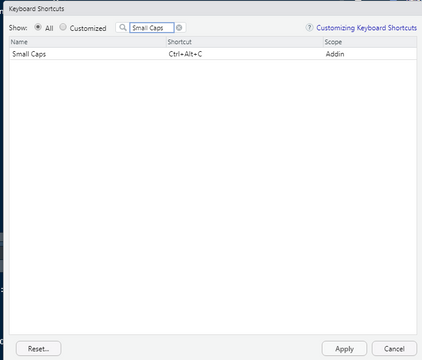 Keyboard Shortcuts
Show: All Customized Small Caps ? Customizing Keyboard Shortcuts
Name Shortcut Scope
Small Caps Ctrl+Alt+C Addin
Reset... Apply Cancel